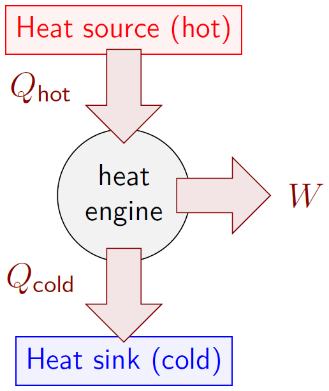 Heat source (hot)
Q_hot
heat
engine
W
Q_cold
Heat sink (cold)